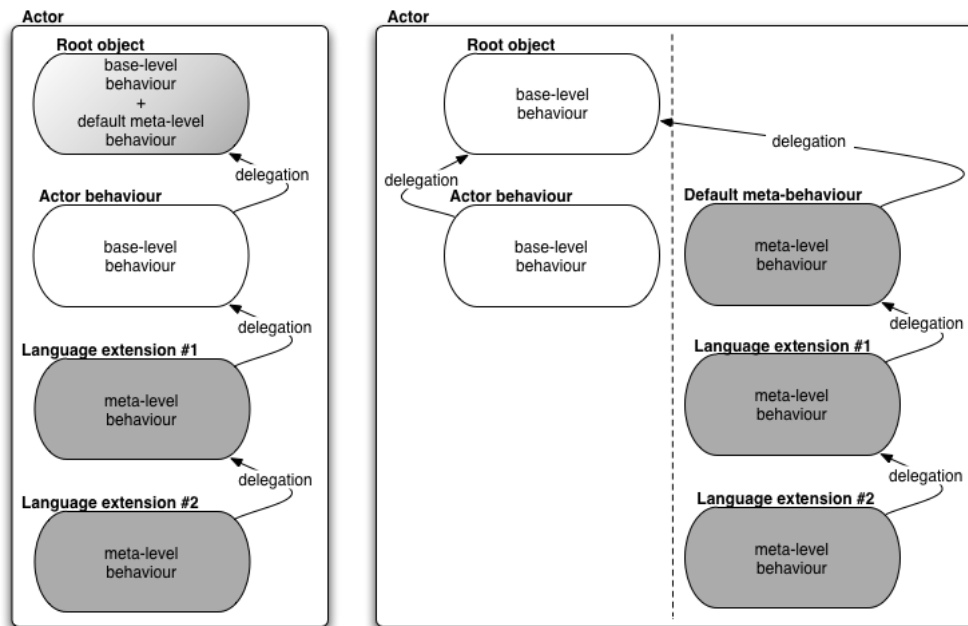 Actor
Root object
base-level
behaviour
+
default meta-level
behaviour
delegation
Actor behaviour
base-level
behaviour
delegation
Language extension #1
meta-level
behaviour
delegation
Language extension #2
meta-level
behaviour
Actor
Root object
base-level
behaviour
delegation
delegation
Actor behaviour
base-level
behaviour
Default meta-behaviour
meta-level
behaviour
delegation
Language extension #1
meta-level
behaviour
delegation
Language extension #2
meta-level
behaviour